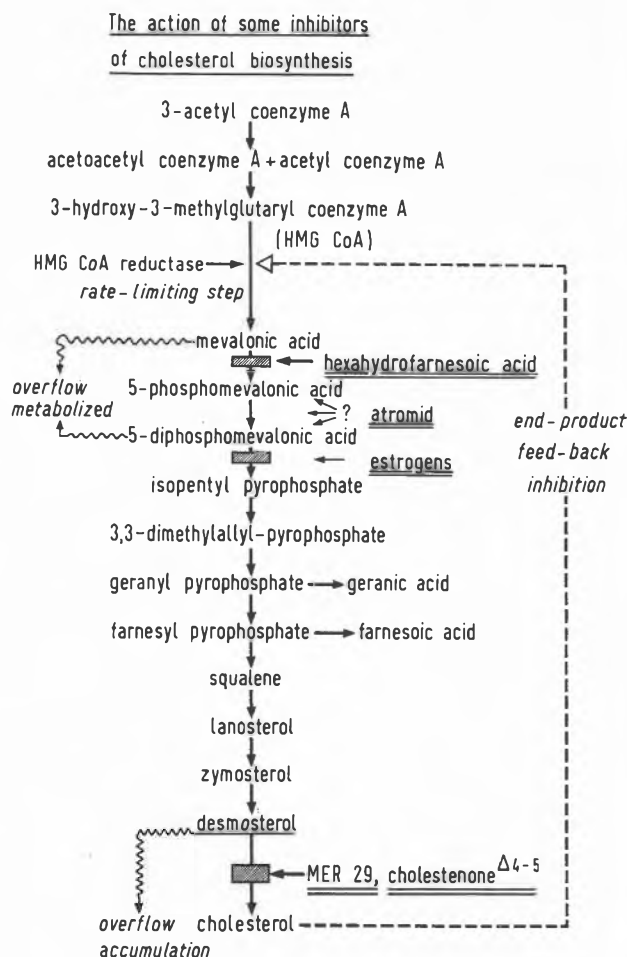 The action of some inhibitors
of cholesterol biosynthesis
3-acetyl coenzyme A
acetoacetyl coenzyme A + acetyl coenzyme A
3-hydroxy-3-methylglutaryl coenzyme A
(HMG CoA)
HMG CoA reductase
rate-limiting step
mevalonic acid
hexahydrofarnesoic acid
overflow
metabolized
5-phosphomevalonic acid
? atromid
5-diphosphomevalonic acid
estrogens
end-product
feed-back
inhibition
isopentyl pyrophosphate
3,3-dimethylallyl-pyrophosphate
geranyl pyrophosphate geranic acid
farnesyl pyrophosphate farnesoic acid
squalene
lanosterol
zymosterol
desmosterol
MER 29, cholestenone Δ4-5
overflow
accumulation
cholesterol